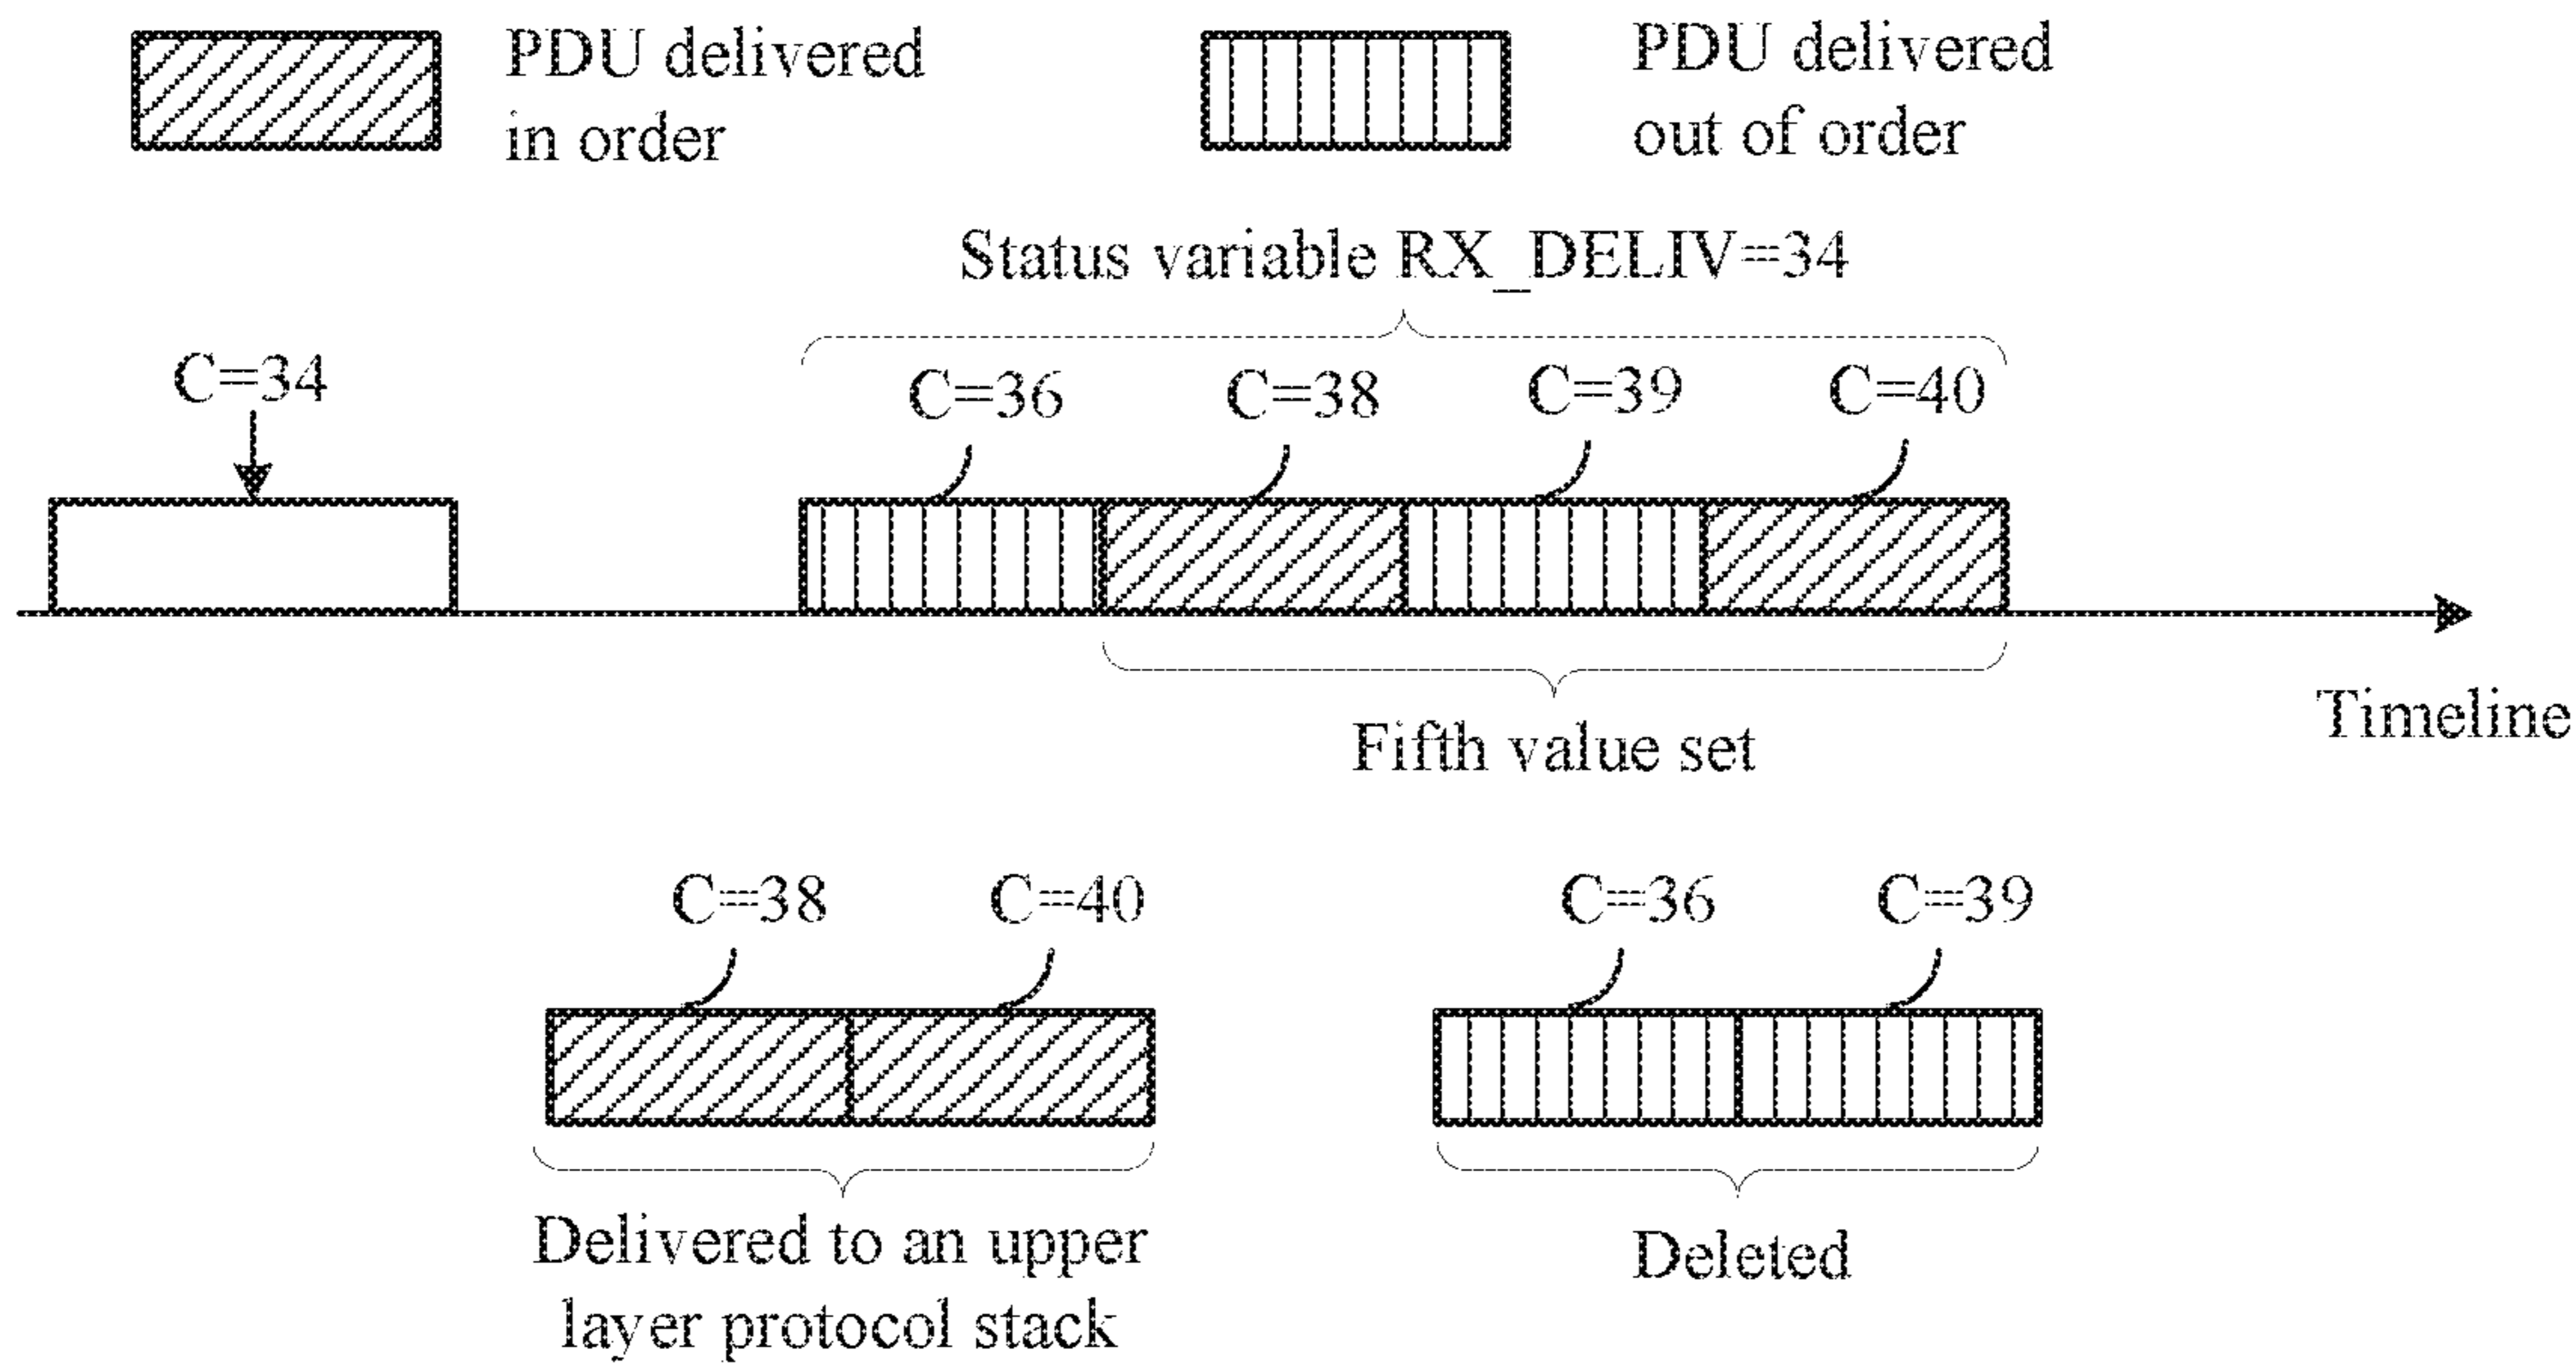 PDU delivered
in order
PDU delivered
out of order
Status variable RX_DELIV=34
C=34
C=36
C=38
C=39
C=40
Fifth value set
Timeline
C=38
C=40
C=36
C=39
Delivered to an upper
layer protocol stack
Deleted